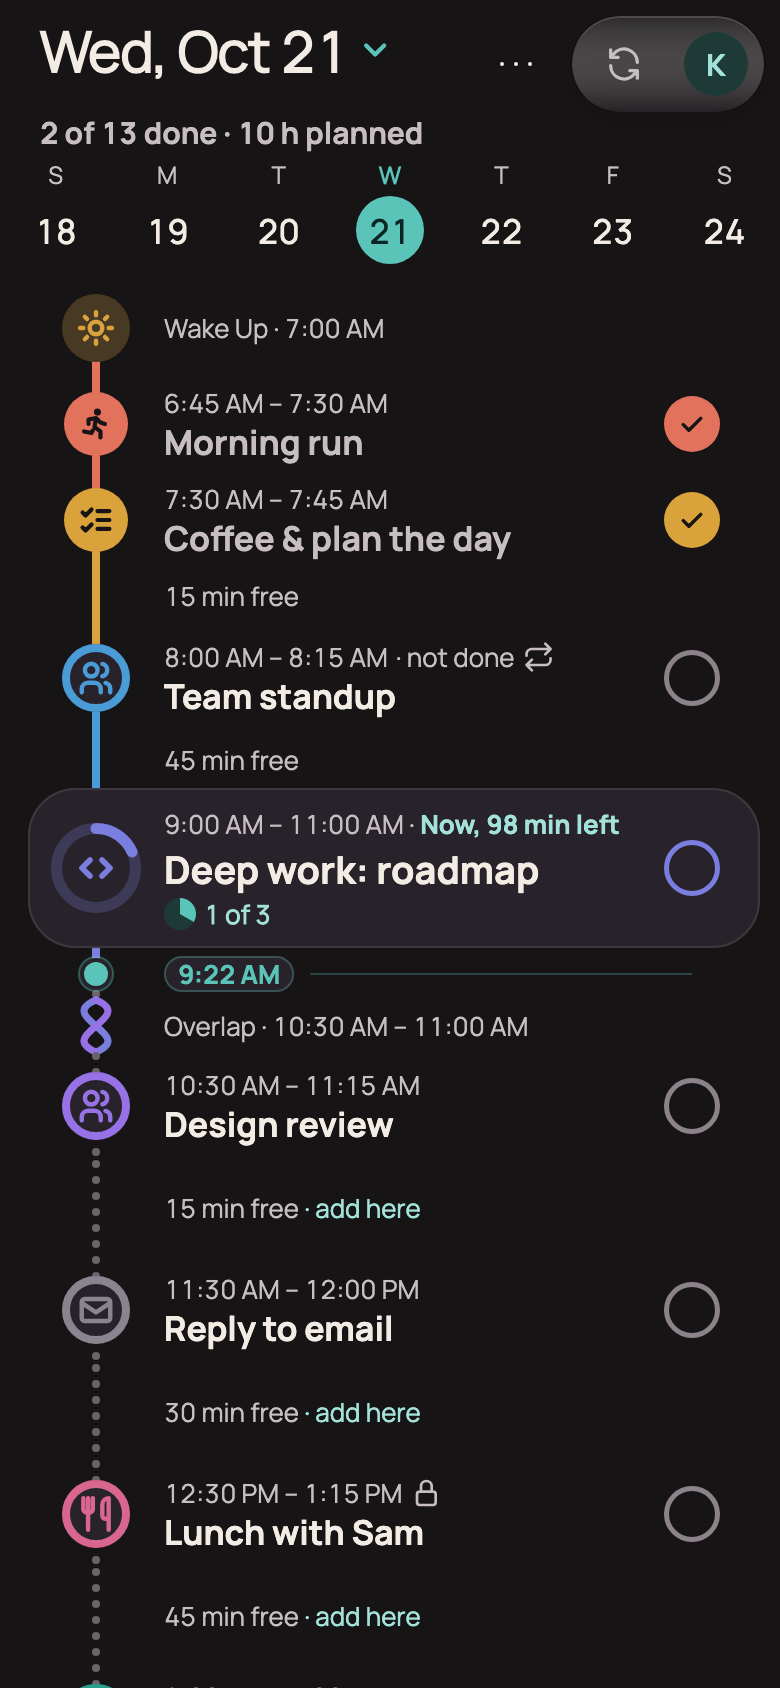 Wed, Oct 21
...
K
2 of 13 done · 10 h planned
S M T W T F S
18 19 20 21 22 23 24
Wake Up · 7:00 AM
6:45 AM – 7:30 AM
Morning run
7:30 AM – 7:45 AM
Coffee & plan the day
15 min free
8:00 AM – 8:15 AM · not done
Team standup
45 min free
9:00 AM – 11:00 AM · Now, 98 min left
Deep work: roadmap
1 of 3
9:22 AM
Overlap · 10:30 AM – 11:00 AM
10:30 AM – 11:15 AM
Design review
15 min free · add here
11:30 AM – 12:00 PM
Reply to email
30 min free · add here
12:30 PM – 1:15 PM
Lunch with Sam
45 min free · add here